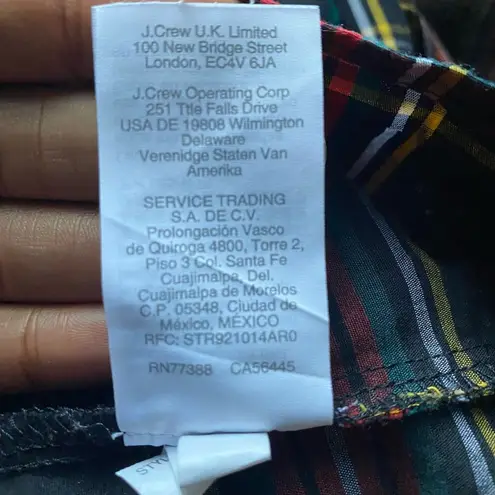 J.Crew U.K. Limited
100 New Bridge Street
London, EC4V 6JA
J.Crew Operating Corp
251 Ttle Falls Drive
USA DE 19808 Wilmington
Delaware
Verenidge Staten Van
Amerika
SERVICE TRADING
S.A. DE C.V.
Prolongación Vasco
de Quiroga 4800, Torre 2,
Piso 3 Col. Santa Fe
Cuajimalpa, Del.
Cuajimalpa de Morelos
C.P. 05348, Ciudad de
México, MÉXICO
RFC: STR921014AR0
RN77388 CA56445